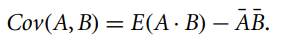 Cov(A, B) = E(A · B) − ĀB̄.